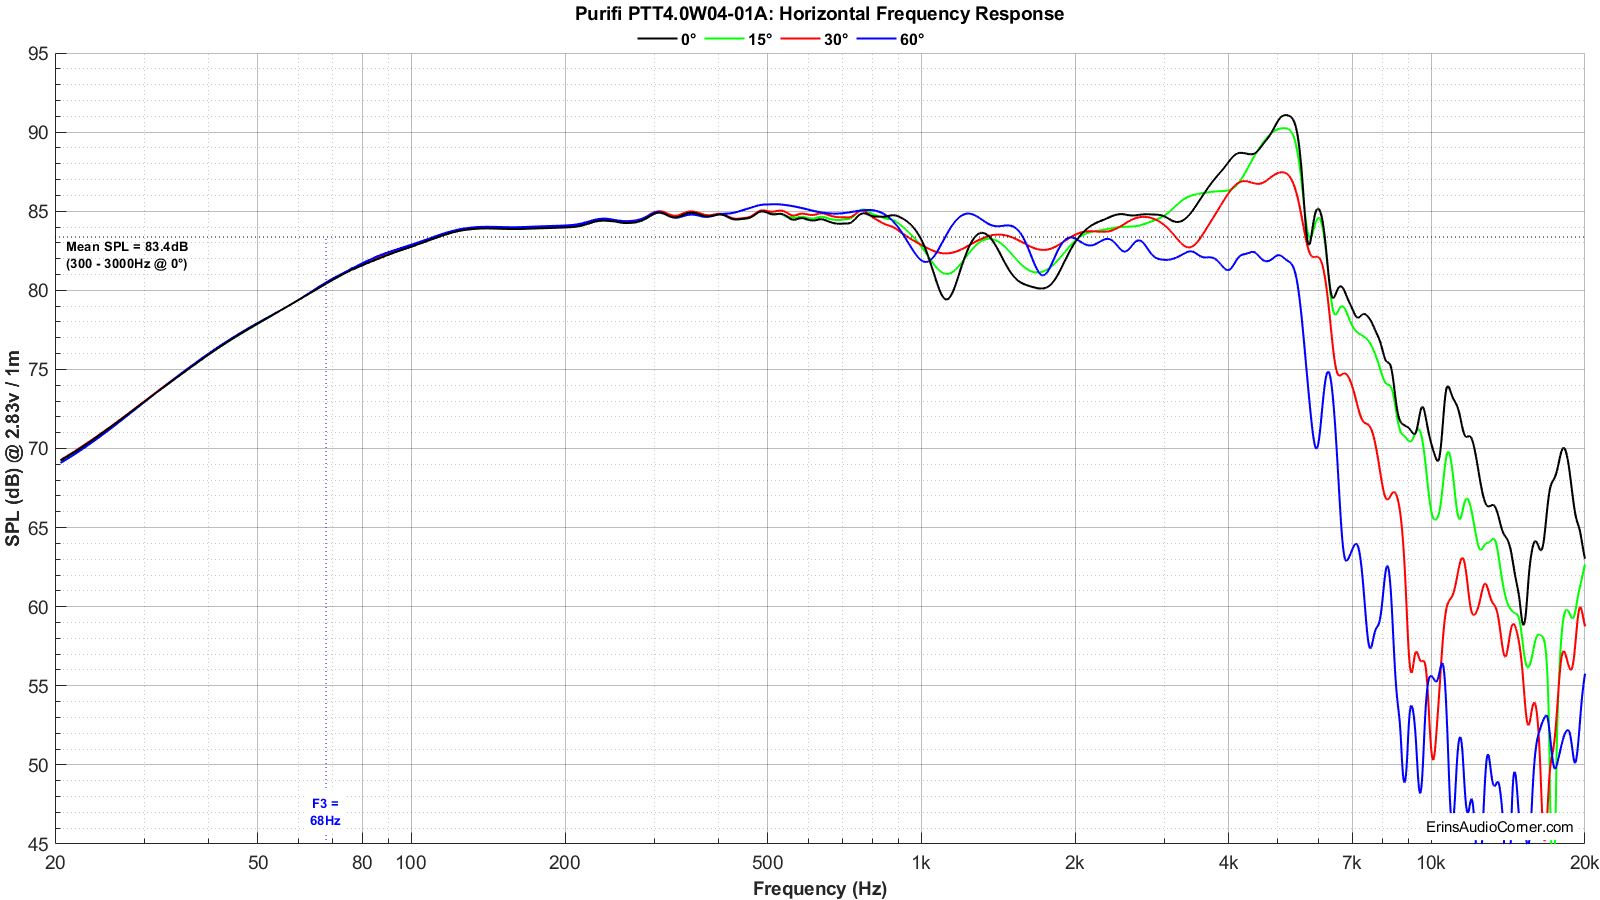 Purifi PTT4.0W04-01A: Horizontal Frequency Response
0° 15° 30° 60°
95
90
85
80
75
70
65
60
55
50
45
SPL (dB) @ 2.83v / 1m
Mean SPL = 83.4dB
(300 - 3000Hz @ 0°)
F3 =
68Hz
ErinsAudioCorner.com
20 50 80 100 200 500 1k 2k 4k 7k 10k 20k
Frequency (Hz)